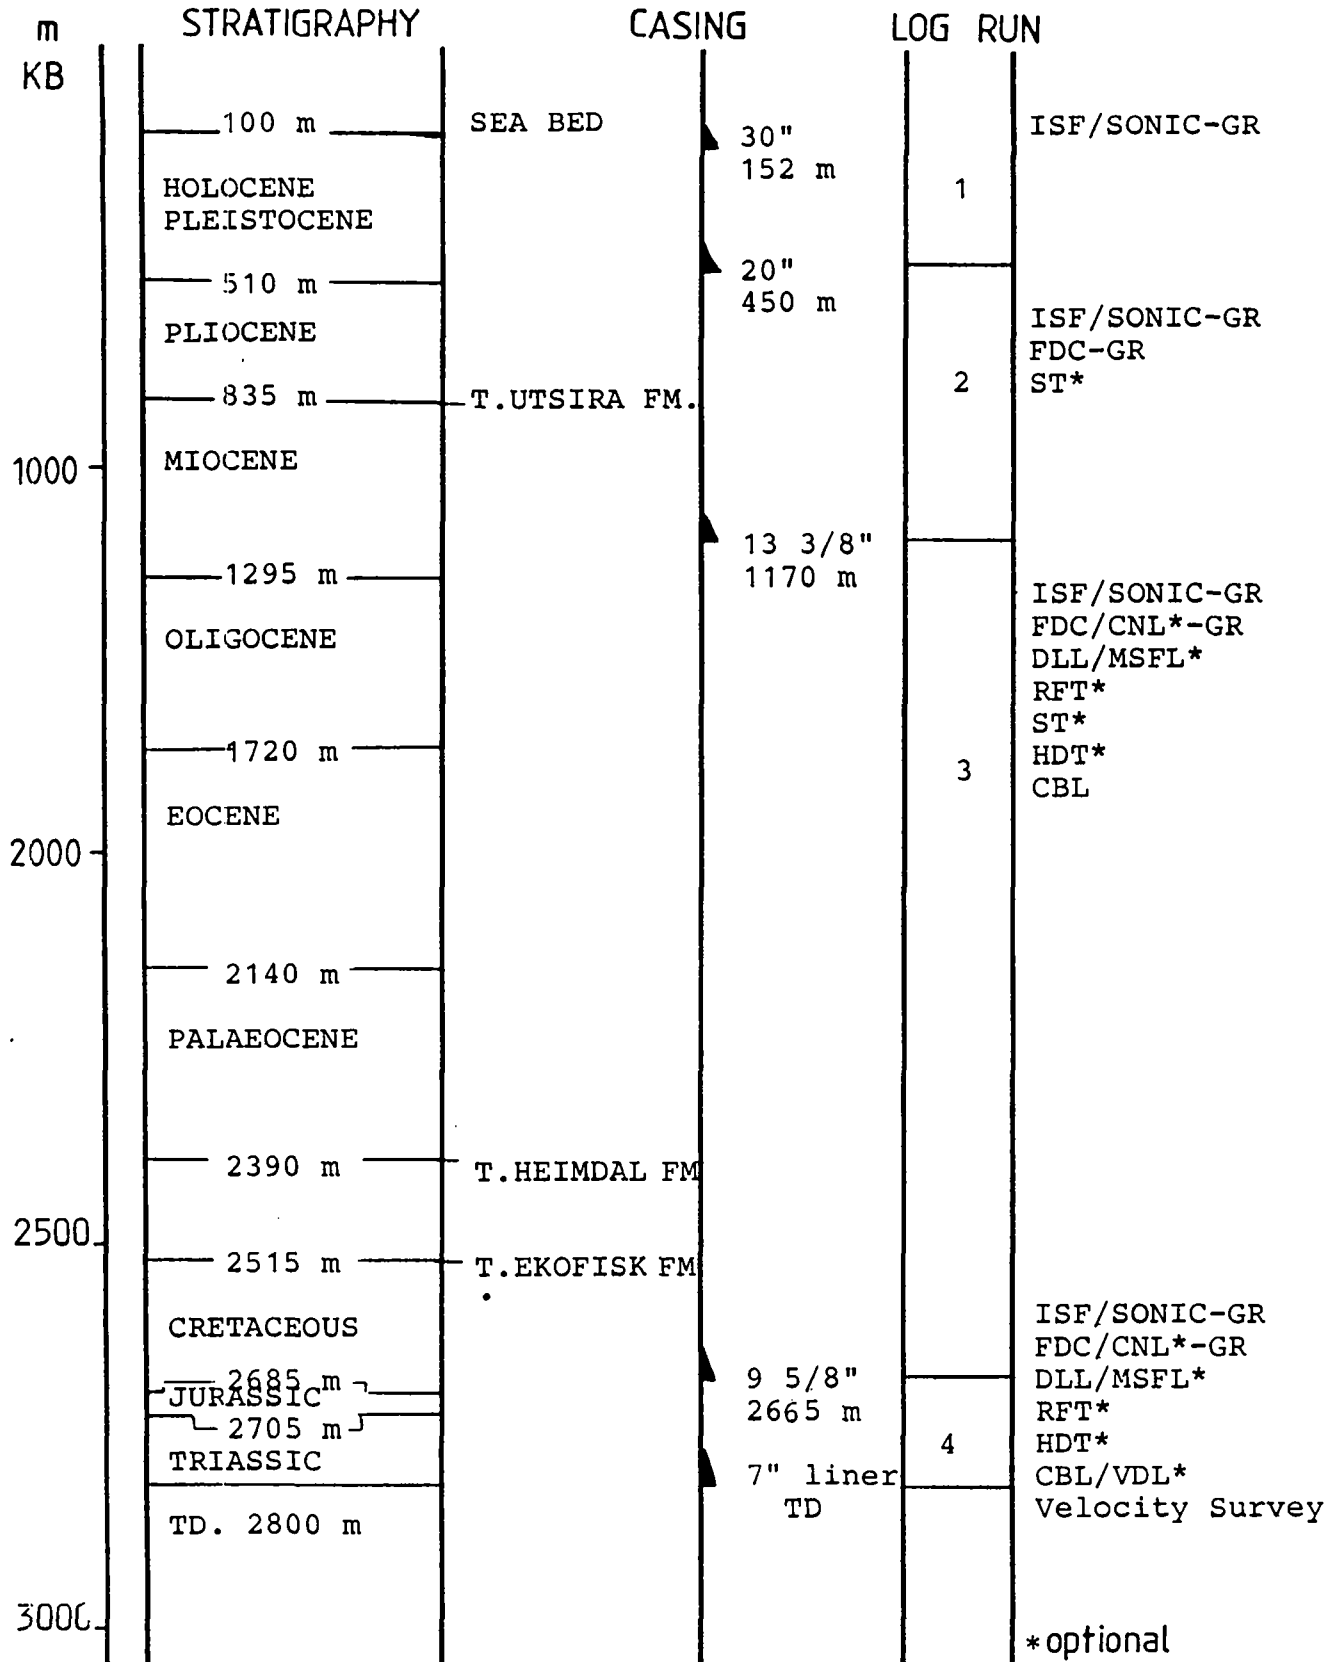 m
KB
STRATIGRAPHY
CASING
LOG RUN
100 m
SEA BED
30"
152 m
1
ISF/SONIC-GR
HOLOCENE
PLEISTOCENE
510 m
20"
450 m
PLIOCENE
835 m
T.UTSIRA FM.
2
ISF/SONIC-GR
FDC-GR
ST*
1000
MIOCENE
13 3/8"
1170 m
1295 m
OLIGOCENE
1720 m
EOCENE
3
ISF/SONIC-GR
FDC/CNL*-GR
DLL/MSFL*
RFT*
ST*
HDT*
CBL
2000
2140 m
PALAEOCENE
2390 m
T.HEIMDAL FM
2500
2515 m
T.EKOFISK FM
CRETACEOUS
2685 m
JURASSIC
2705 m
TRIASSIC
TD. 2800 m
9 5/8"
2665 m
7" liner
TD
4
ISF/SONIC-GR
FDC/CNL*-GR
DLL/MSFL*
RFT*
HDT*
CBL/VDL*
Velocity Survey
3000
*optional